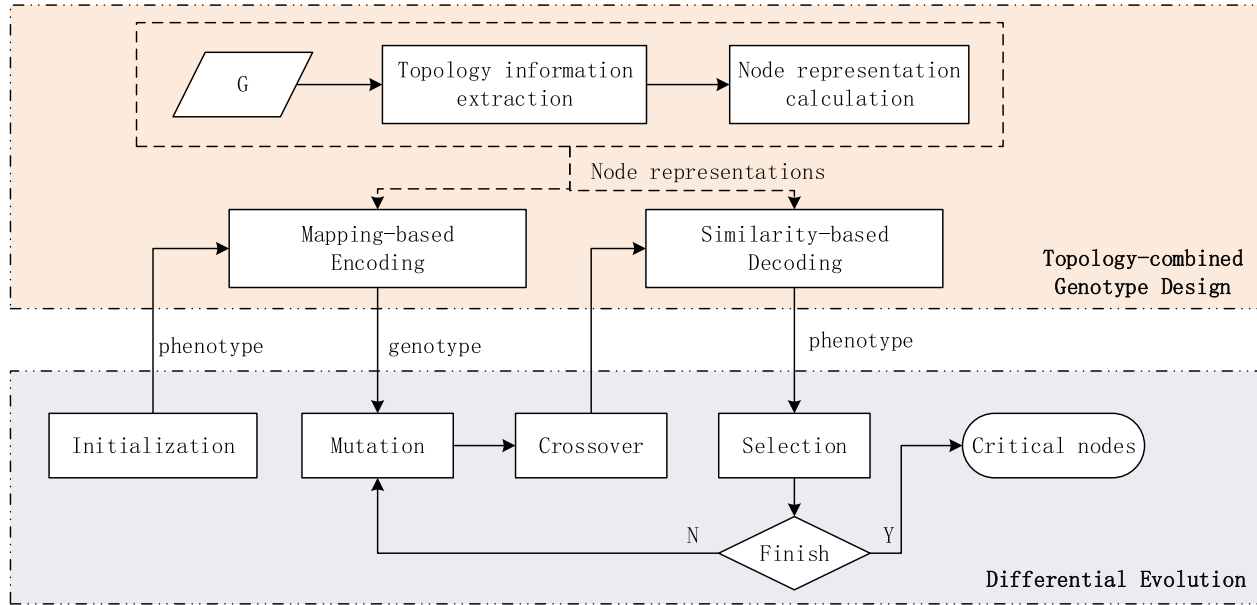 G
Topology information
extraction
Node representation
calculation
Node representations
Mapping-based
Encoding
Similarity-based
Decoding
Topology-combined
Genotype Design
phenotype
genotype
phenotype
Initialization
Mutation
Crossover
Selection
Critical nodes
N
Finish
Y
Differential Evolution